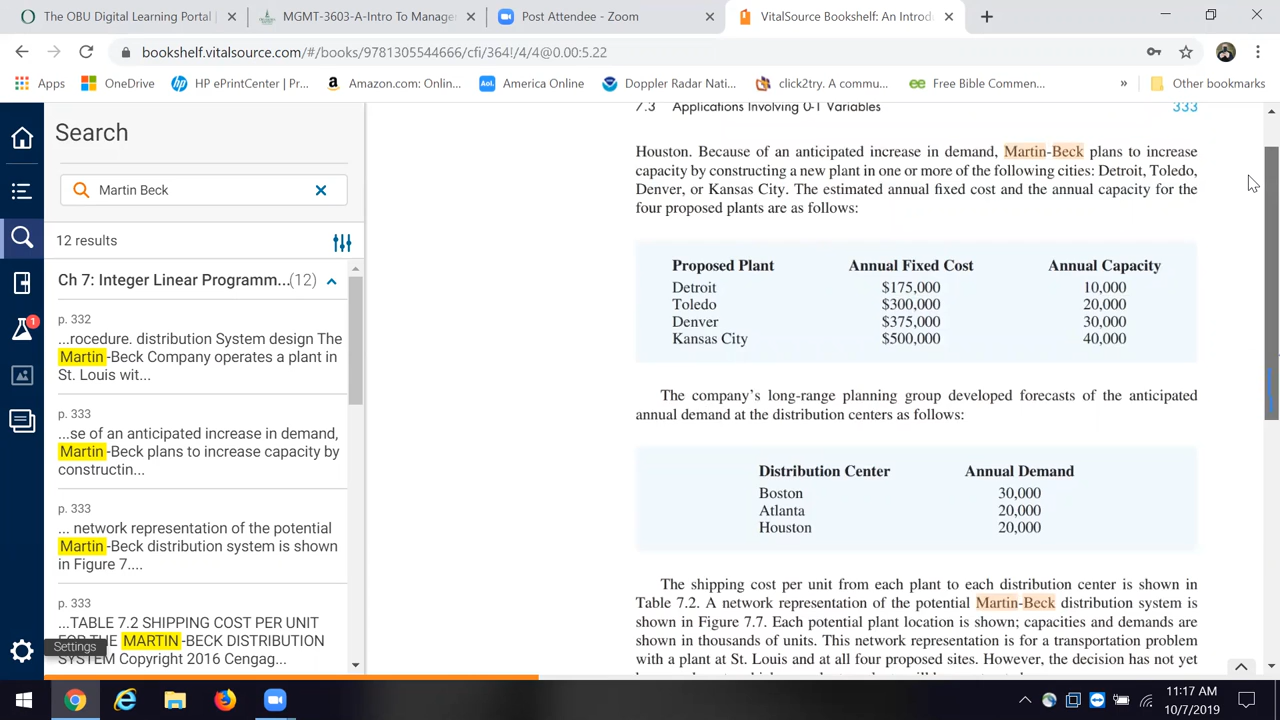 The OBU Digital Learning Portal
MGMT-3603-A-Intro To Manager
Post Attendee - Zoom
VitalSource Bookshelf: An Introd
bookshelf.vitalsource.com/#/books/9781305544666/cfi/364!/4/4@0.00:5.22
Apps
OneDrive
HP ePrintCenter | Pr...
Amazon.com: Onlin...
Aol.
America Online
Doppler Radar Nati...
click2try. A commu...
Free Bible Commen...
»
Other bookmarks
Search
Martin Beck
12 results
Ch 7: Integer Linear Programm... (12)
p. 332
...rocedure. distribution System design The
Martin-Beck Company operates a plant in
St. Louis wit...
p. 333
...se of an anticipated increase in demand,
Martin-Beck plans to increase capacity by
constructin...
p. 333
... network representation of the potential
Martin-Beck distribution system is shown
in Figure 7....
p. 333
...TABLE 7.2 SHIPPING COST PER UNIT
FOR THE MARTIN-BECK DISTRIBUTION
SYSTEM Copyright 2016 Cengag...
1
Settings
7.3 Applications Involving 0-1 Variables 333
Houston. Because of an anticipated increase in demand, Martin-Beck plans to increase
capacity by constructing a new plant in one or more of the following cities: Detroit, Toledo,
Denver, or Kansas City. The estimated annual fixed cost and the annual capacity for the
four proposed plants are as follows:
Proposed Plant Annual Fixed Cost Annual Capacity
Detroit $175,000 10,000
Toledo $300,000 20,000
Denver $375,000 30,000
Kansas City $500,000 40,000
The company's long-range planning group developed forecasts of the anticipated
annual demand at the distribution centers as follows:
Distribution Center Annual Demand
Boston 30,000
Atlanta 20,000
Houston 20,000
The shipping cost per unit from each plant to each distribution center is shown in
Table 7.2. A network representation of the potential Martin-Beck distribution system is
shown in Figure 7.7. Each potential plant location is shown; capacities and demands are
shown in thousands of units. This network representation is for a transportation problem
with a plant at St. Louis and at all four proposed sites. However, the decision has not yet
11:17 AM
10/7/2019